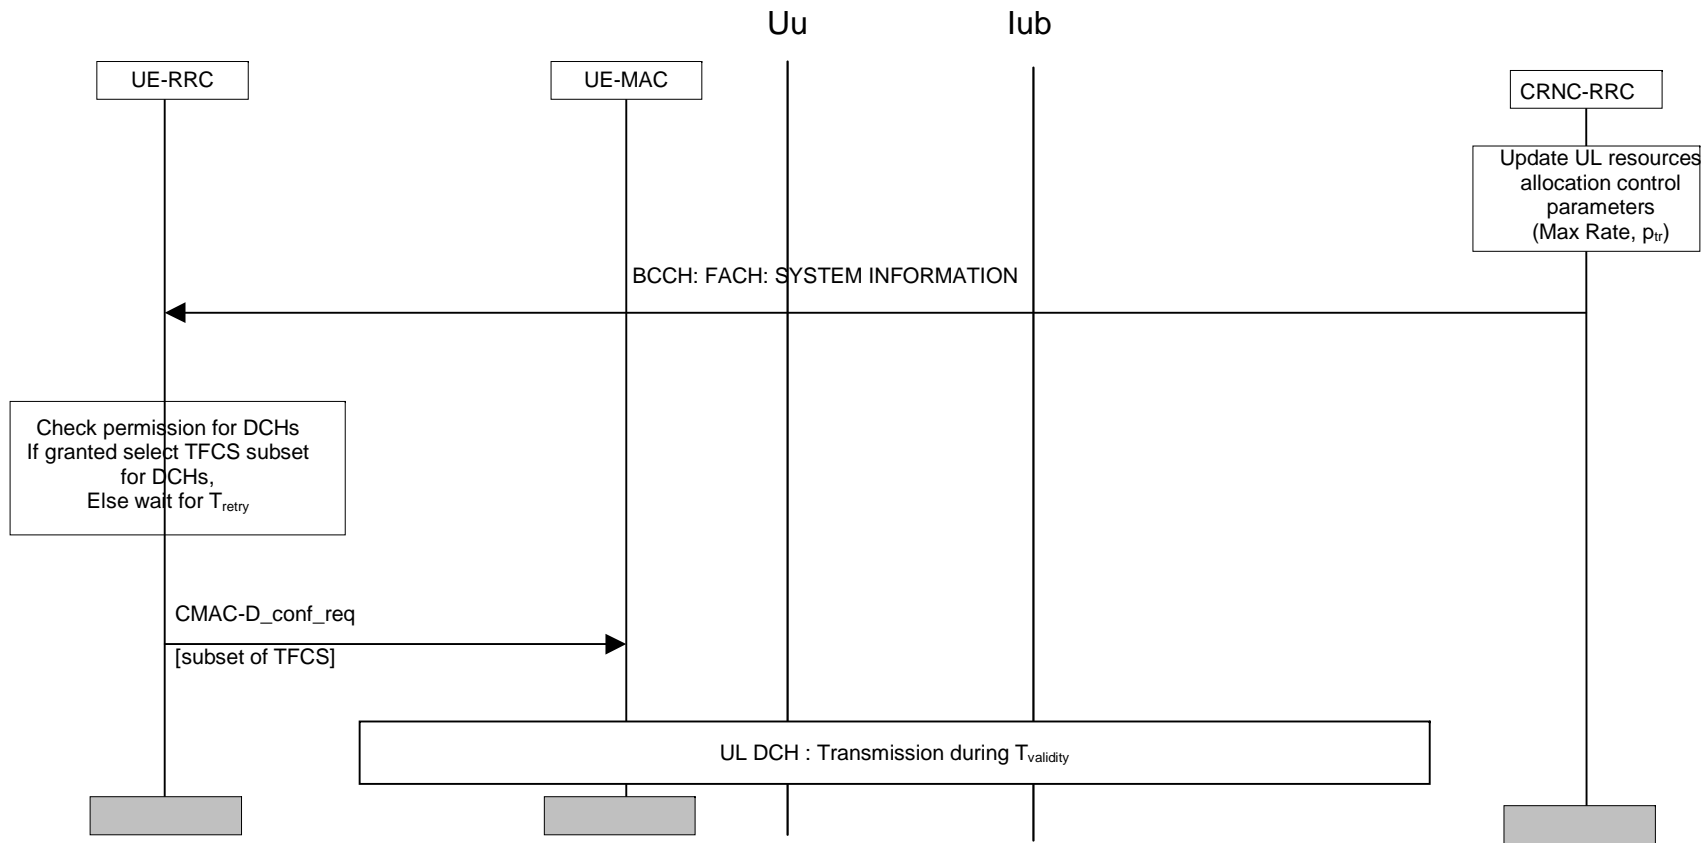 Uu
Iub
UE-RRC
UE-MAC
CRNC-RRC
Update UL resources
allocation control
parameters
(Max Rate, ptr)
BCCH: FACH: SYSTEM INFORMATION
Check permission for DCHs
If granted select TFCS subset
for DCHs,
Else wait for Tretry
CMAC-D_conf_req
[subset of TFCS]
UL DCH : Transmission during Tvalidity